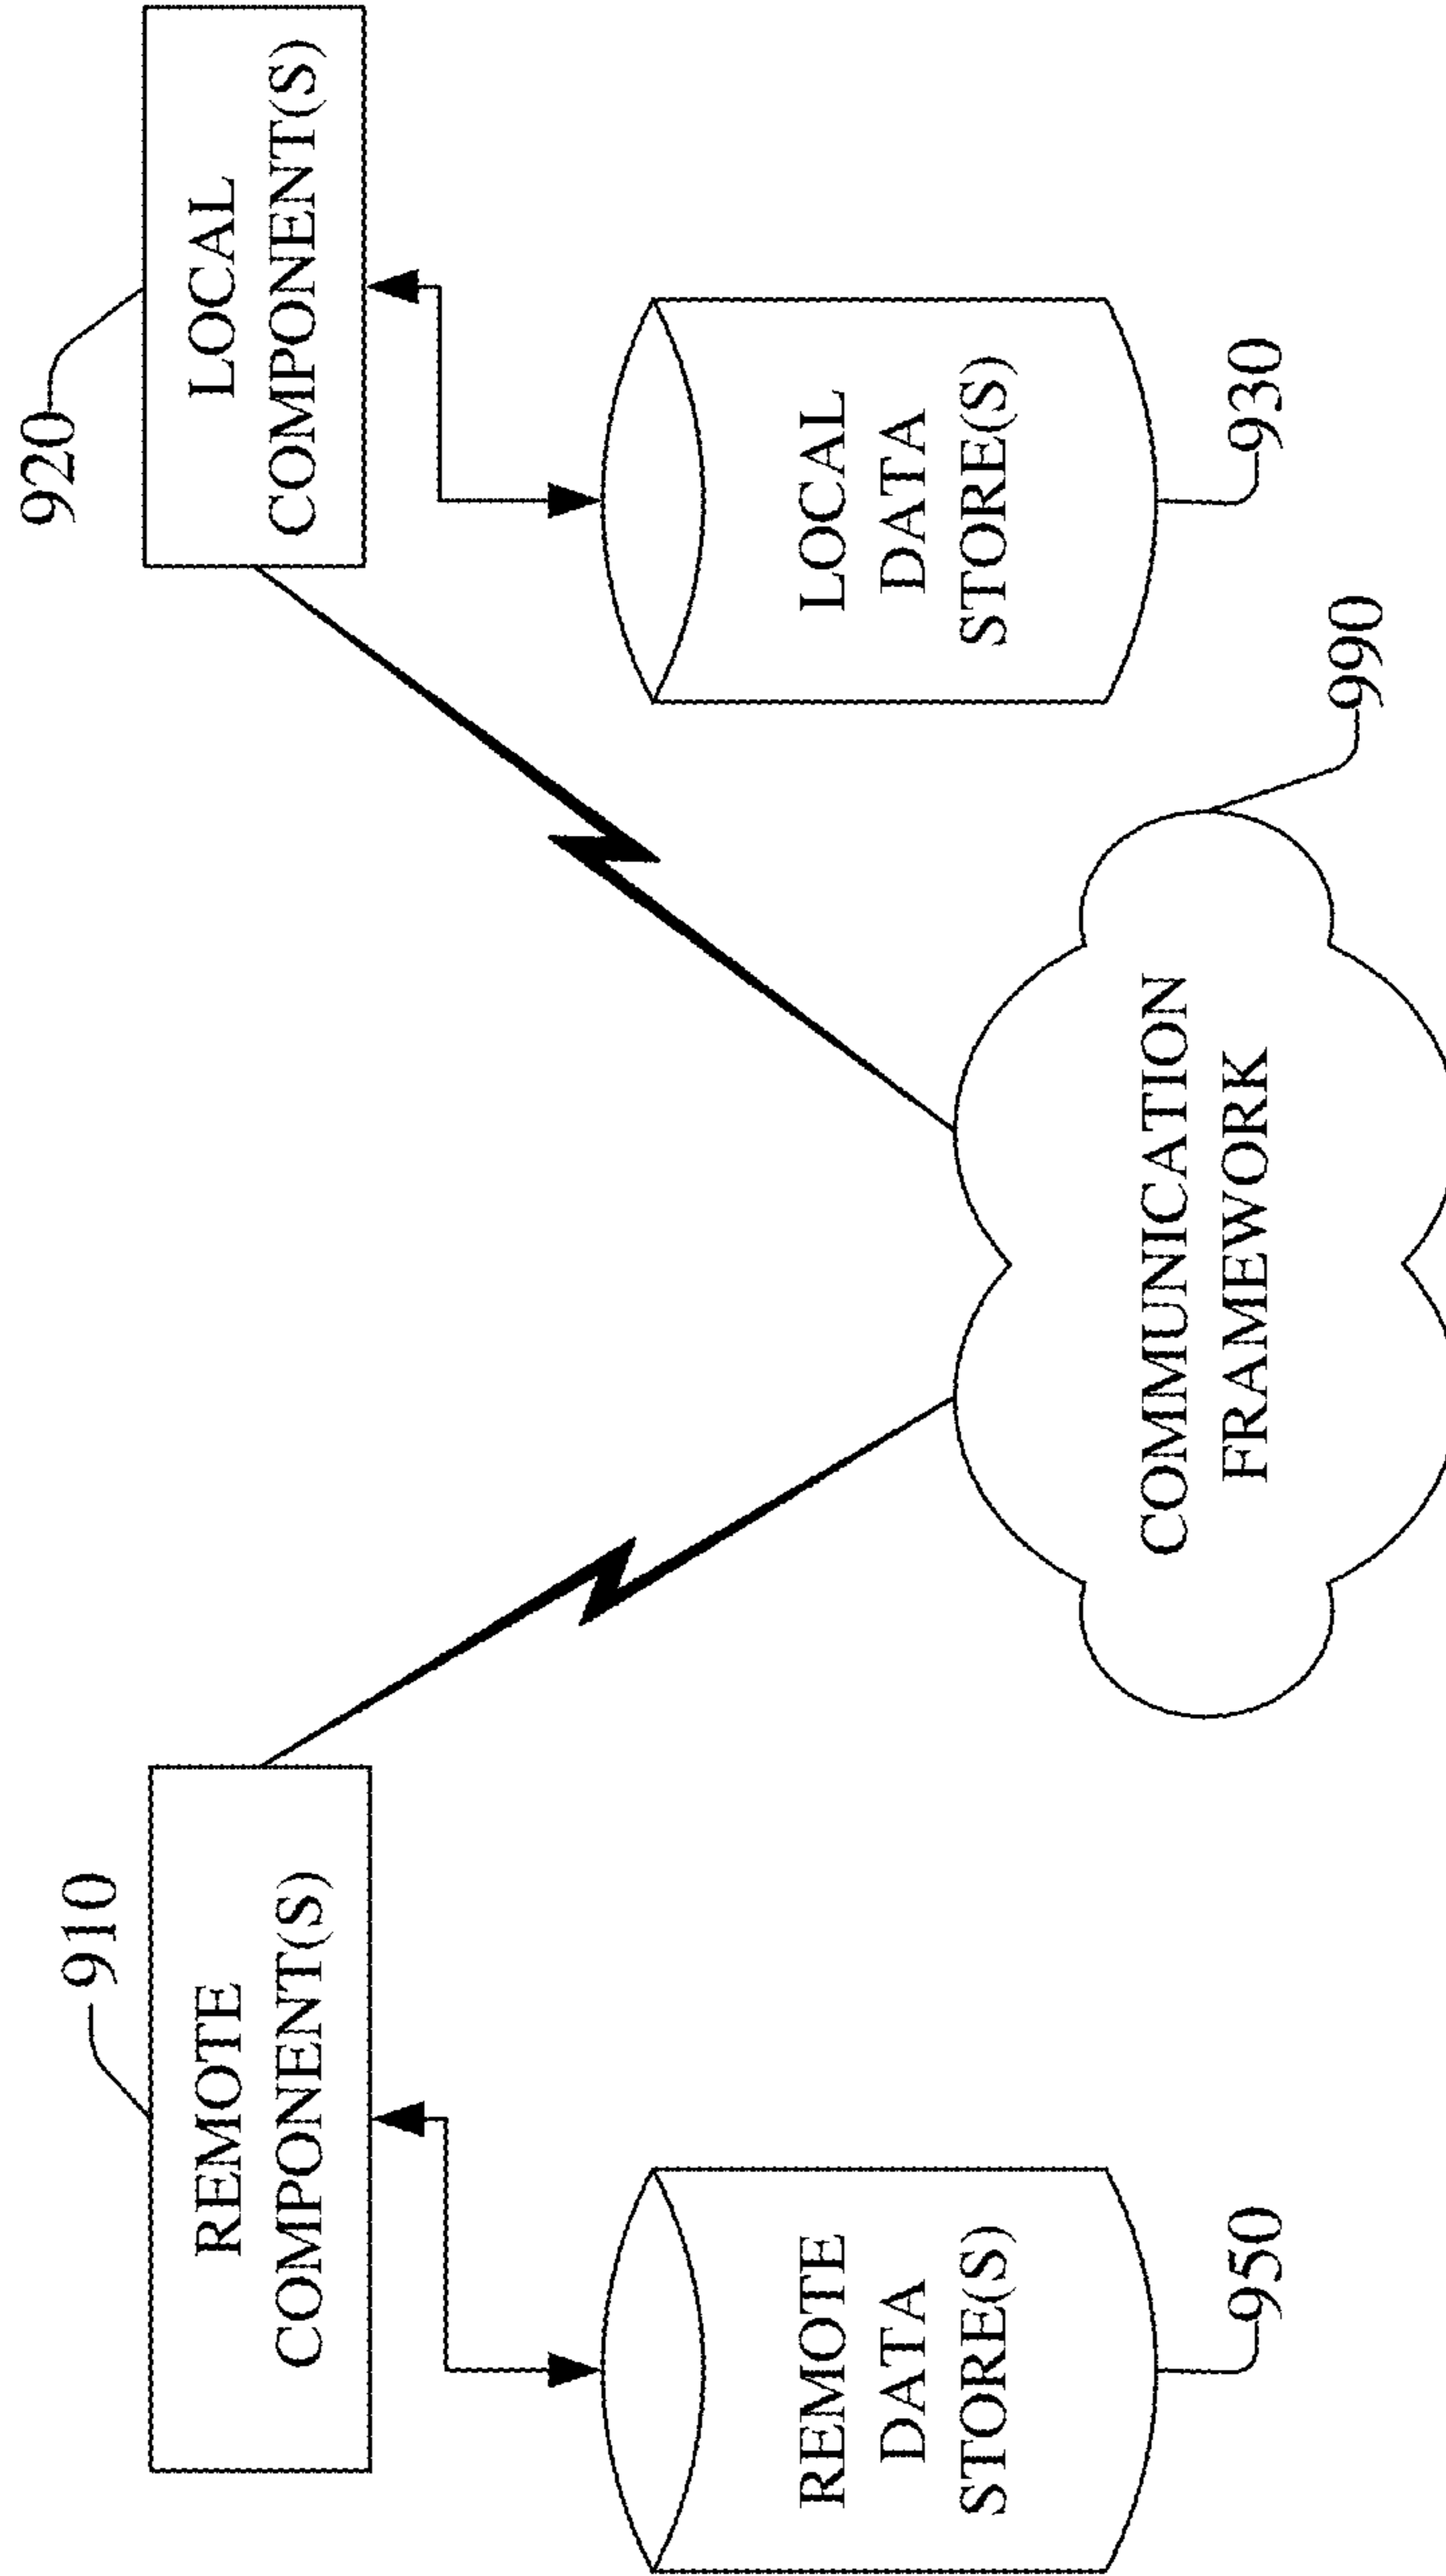 910
REMOTE
COMPONENT(S)
920
LOCAL
COMPONENT(S)
REMOTE
DATA
STORE(S)
950
COMMUNICATION
FRAMEWORK
990
LOCAL
DATA
STORE(S)
930